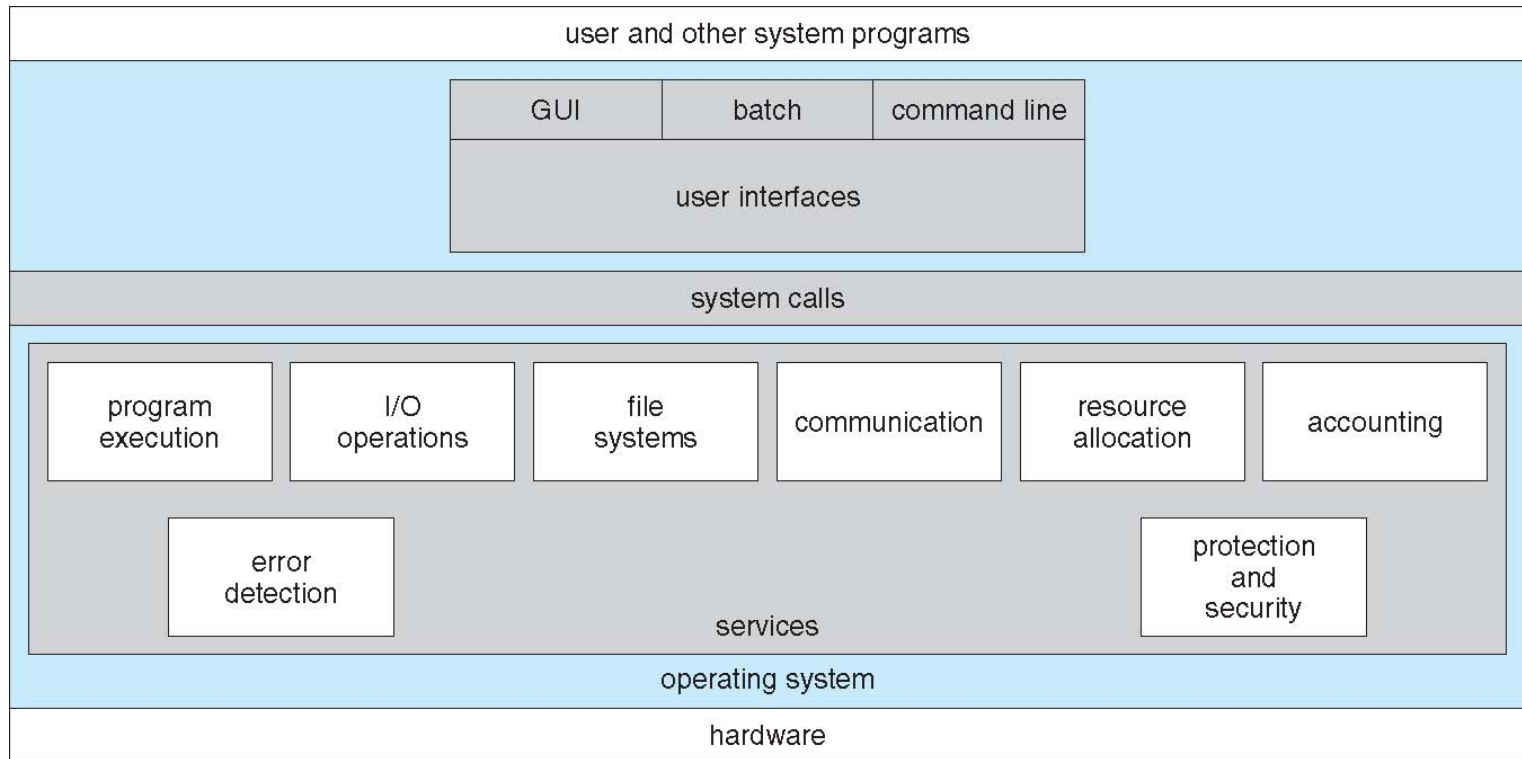 user and other system programs
GUI
batch
command line
user interfaces
system calls
program
execution
I/O
operations
file
systems
communication
resource
allocation
accounting
error
detection
protection
and
security
services
operating system
hardware